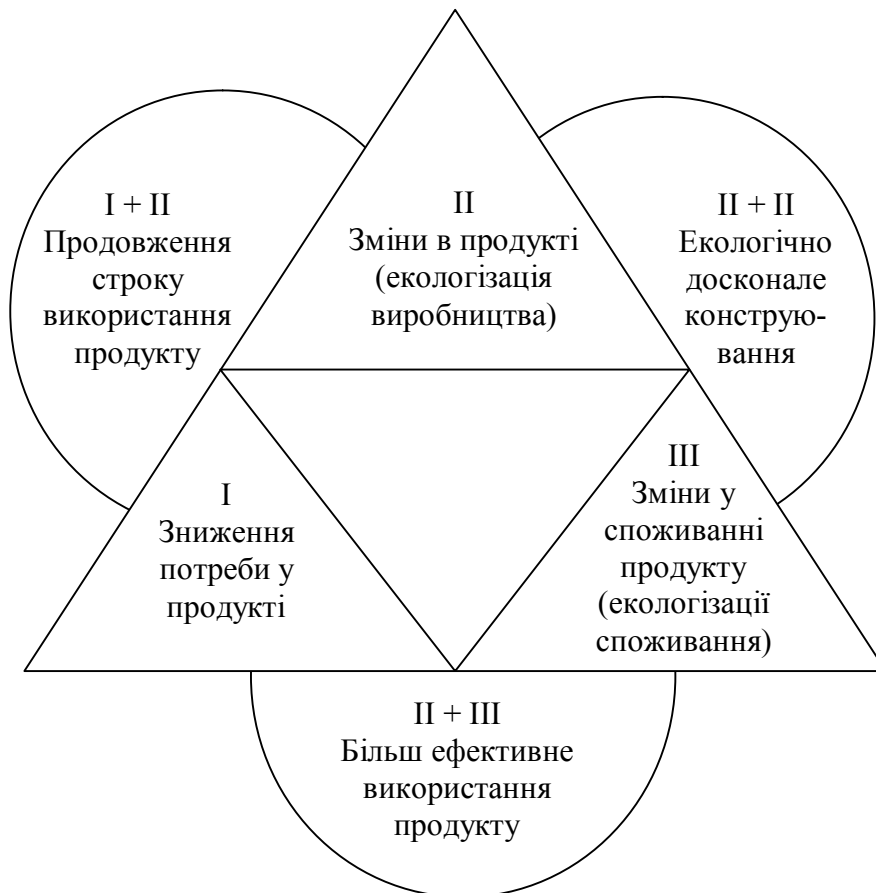 I + II
Продовження
строку
використання
продукту
II
Зміни в продукті
(екологізація
виробництва)
II + II
Екологічно
досконале
конструю-
вання
I
Зниження
потреби у
продукті
III
Зміни у
споживанні
продукту
(екологізації
споживання)
II + III
Більш ефективне
використання
продукту